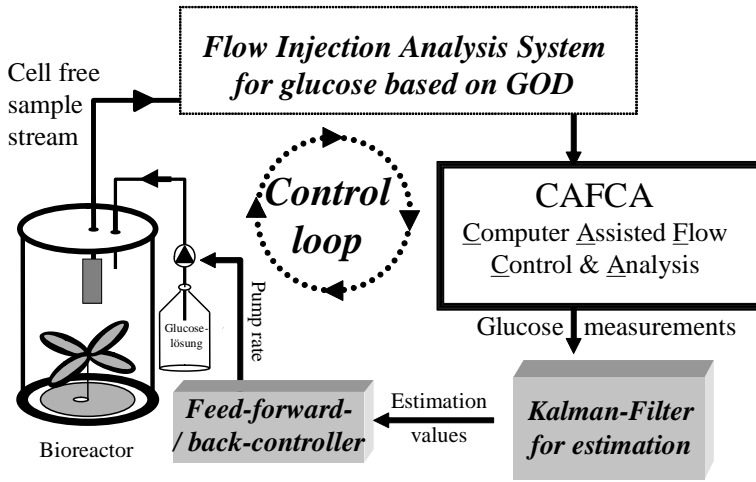 Flow Injection Analysis System
for glucose based on GOD
Cell free
sample
stream
Control
loop
CAFCA
Computer Assisted Flow
Control & Analysis
Glucose measurements
Glucose-
lösung
Pump rate
Feed-forward-
/ back-controller
Estimation
values
Kalman-Filter
for estimation
Bioreactor